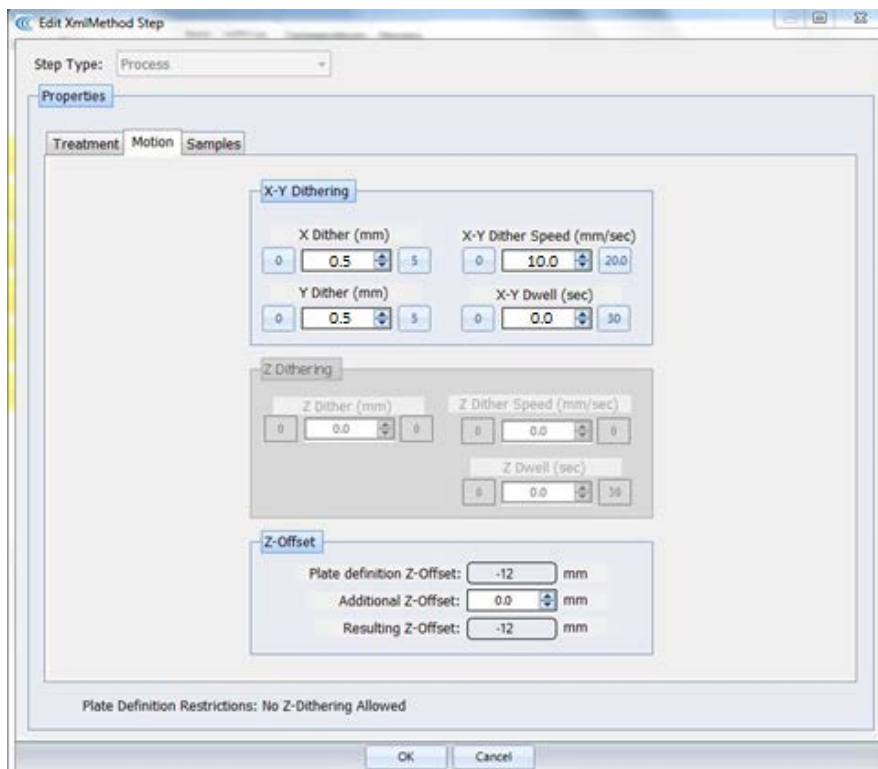 Edit XmlMethod Step
Step Type: Process
Properties
Treatment Motion Samples
X-Y Dithering
X Dither (mm) X-Y Dither Speed (mm/sec)
0 0.5 5 0 10.0 20.0
Y Dither (mm) X-Y Dwell (sec)
0 0.5 5 0 0.0 30
Z Dithering
Z Dither (mm) Z Dither Speed (mm/sec)
0 0.0 0 0 0.0 0
Z Dwell (sec)
0 0.0 30
Z-Offset
Plate definition Z-Offset: -12 mm
Additional Z-Offset: 0.0 mm
Resulting Z-Offset: -12 mm
Plate Definition Restrictions: No Z-Dithering Allowed
OK Cancel